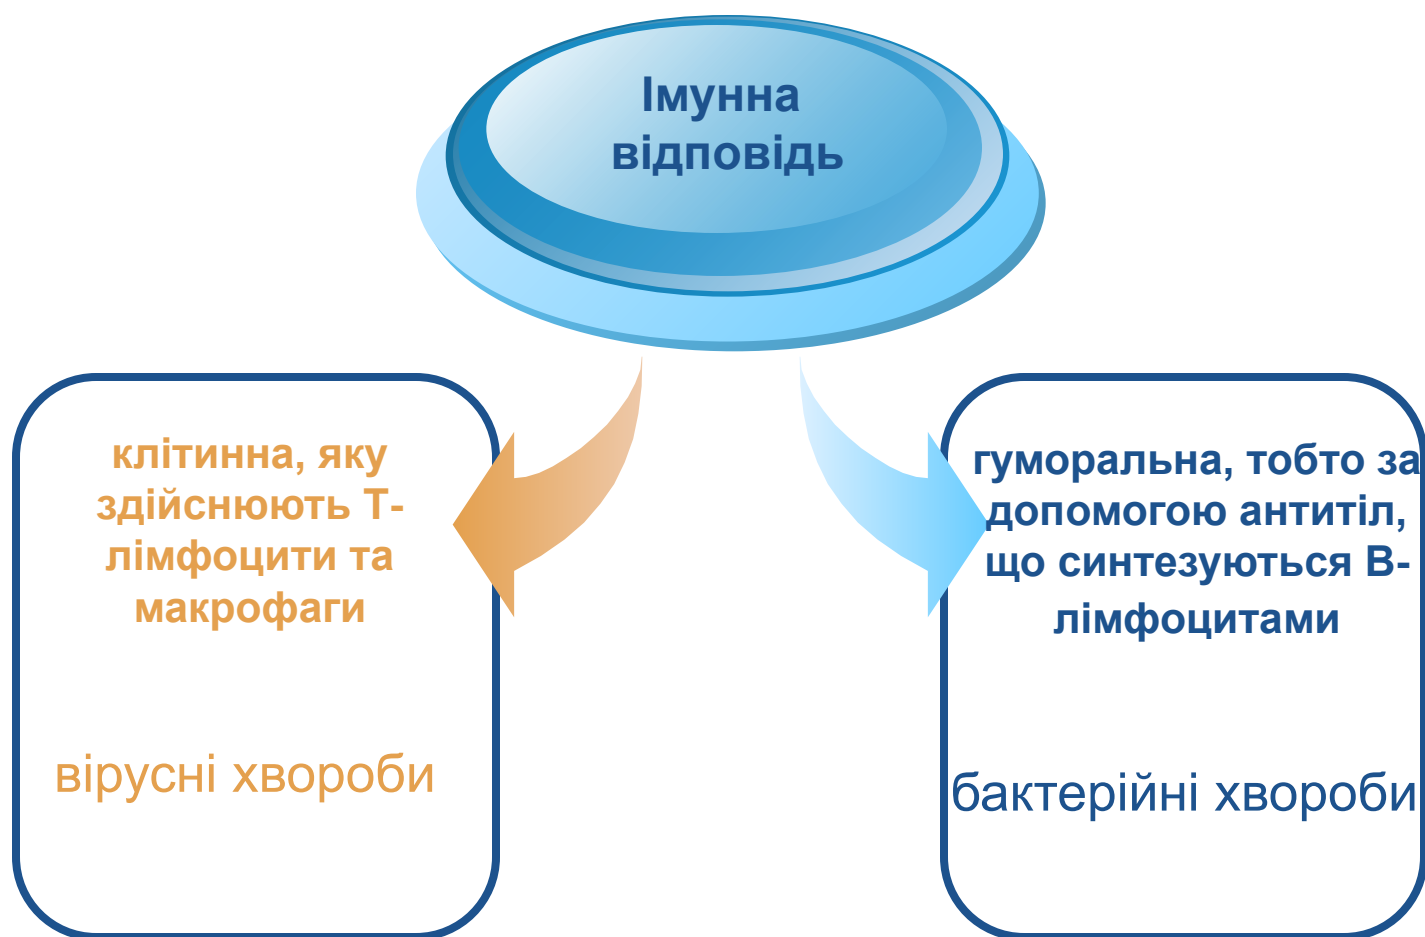 Імунна
відповідь
клітинна, яку
здійснюють Т-
лімфоцити та
макрофаги
вірусні хвороби
гуморальна, тобто за
допомогою антитіл,
що синтезуються В-
лімфоцитами
бактерійні хвороби